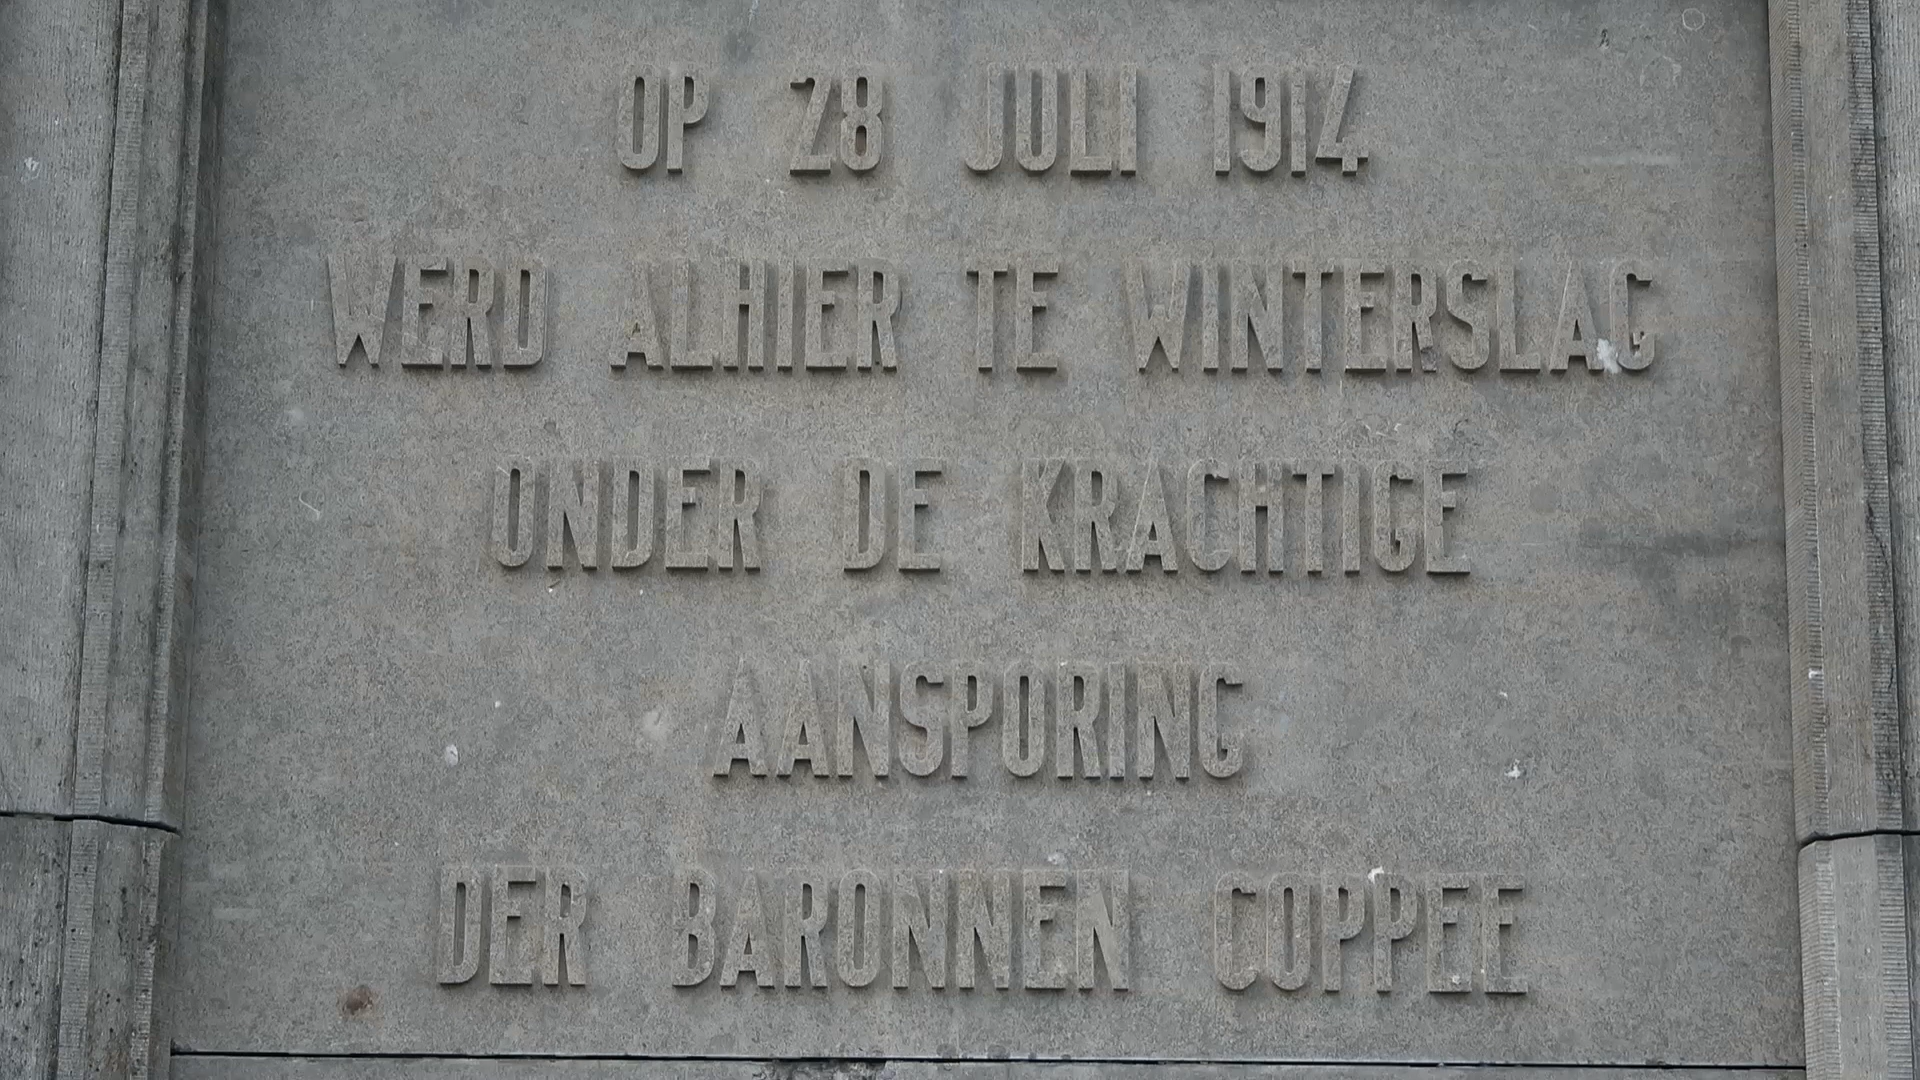 OP 28 JULI 1914
WERD ALHIER TE WINTERSLAG
ONDER DE KRACHTIGE
AANSPORING
DER BARONNEN COPPEE